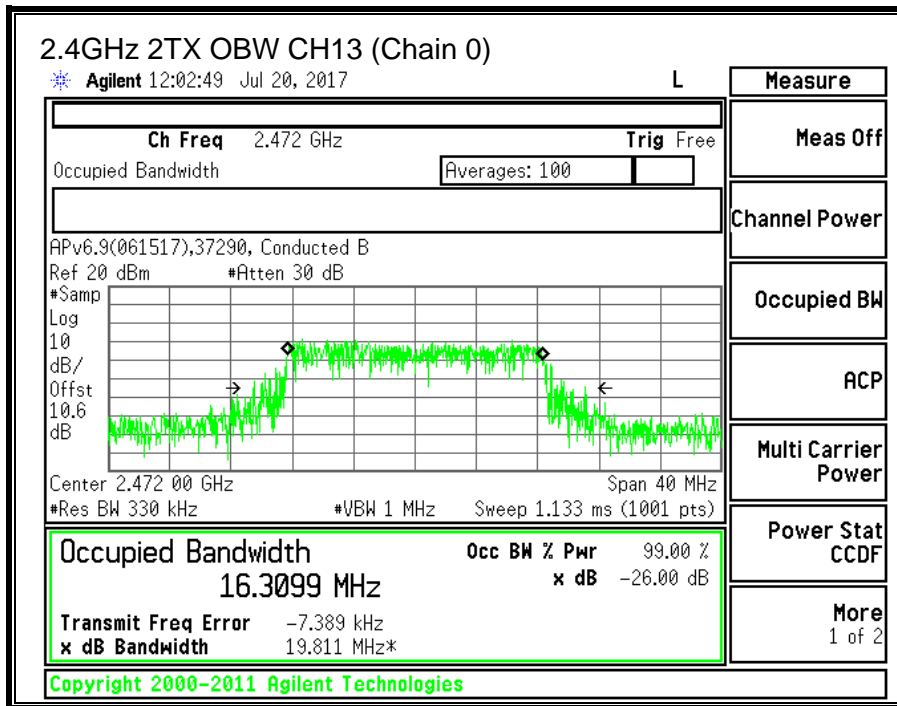 2.4GHz 2TX OBW CH13 (Chain 0)
Agilent 12:02:49 Jul 20, 2017 L
Ch Freq 2.472 GHz Trig Free
Occupied Bandwidth Averages: 100
APv6.9(061517),37290, Conducted B
Ref 20 dBm #Atten 30 dB
#Samp
Log
10
dB/
Offst
10.6
dB
Center 2.472 00 GHz Span 40 MHz
#Res BW 330 kHz #VBW 1 MHz Sweep 1.133 ms (1001 pts)
Occupied Bandwidth Occ BW % Pwr 99.00 %
16.3099 MHz x dB -26.00 dB
Transmit Freq Error -7.389 kHz
x dB Bandwidth 19.811 MHz*
Copyright 2000-2011 Agilent Technologies
Measure
Meas Off
Channel Power
Occupied BW
ACP
Multi Carrier
Power
Power Stat
CCDF
More
1 of 2